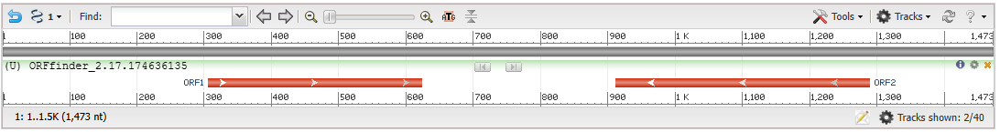 1 Find: Tools Tracks ?
1 100 200 300 400 500 600 700 800 900 1 K 1,100 1,200 1,300 1,473
(U) ORFfinder_2.17.174636135
ORF1 ORF2
1 100 200 300 400 500 600 700 800 900 1 K 1,100 1,200 1,300 1,473
1: 1..1.5K (1,473 nt) Tracks shown: 2/40